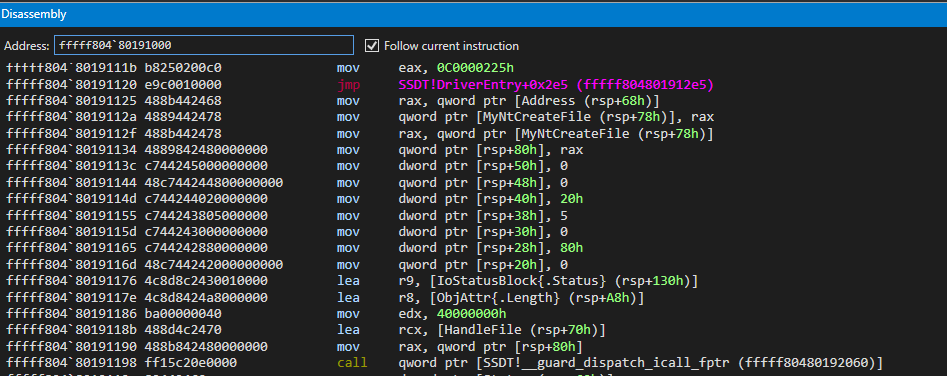 Disassembly
Address: fffff804`80191000 Follow current instruction
fffff804`8019111b b8250200c0 mov eax, 0C0000225h
fffff804`80191120 e9c0010000 jmp SSDT!DriverEntry+0x2e5 (fffff804801912e5)
fffff804`80191125 488b442468 mov rax, qword ptr [Address (rsp+68h)]
fffff804`8019112a 4889442478 mov qword ptr [MyNtCreateFile (rsp+78h)], rax
fffff804`8019112f 488b442478 mov rax, qword ptr [MyNtCreateFile (rsp+78h)]
fffff804`80191134 4889842480000000 mov qword ptr [rsp+80h], rax
fffff804`8019113c c744245000000000 mov dword ptr [rsp+50h], 0
fffff804`80191144 48c744244800000000 mov qword ptr [rsp+48h], 0
fffff804`8019114d c744244020000000 mov dword ptr [rsp+40h], 20h
fffff804`80191155 c744243805000000 mov dword ptr [rsp+38h], 5
fffff804`8019115d c744243000000000 mov dword ptr [rsp+30h], 0
fffff804`80191165 c744242880000000 mov dword ptr [rsp+28h], 80h
fffff804`8019116d 48c744242000000000 mov qword ptr [rsp+20h], 0
fffff804`80191176 4c8d8c2430010000 lea r9, [IoStatusBlock{.Status} (rsp+130h)]
fffff804`8019117e 4c8d8424a8000000 lea r8, [ObjAttr{.Length} (rsp+A8h)]
fffff804`80191186 ba00000040 mov edx, 40000000h
fffff804`8019118b 488d4c2470 lea rcx, [HandleFile (rsp+70h)]
fffff804`80191190 488b842480000000 mov rax, qword ptr [rsp+80h]
fffff804`80191198 ff15c20e0000 call qword ptr [SSDT!__guard_dispatch_icall_fptr (fffff80480192060)]